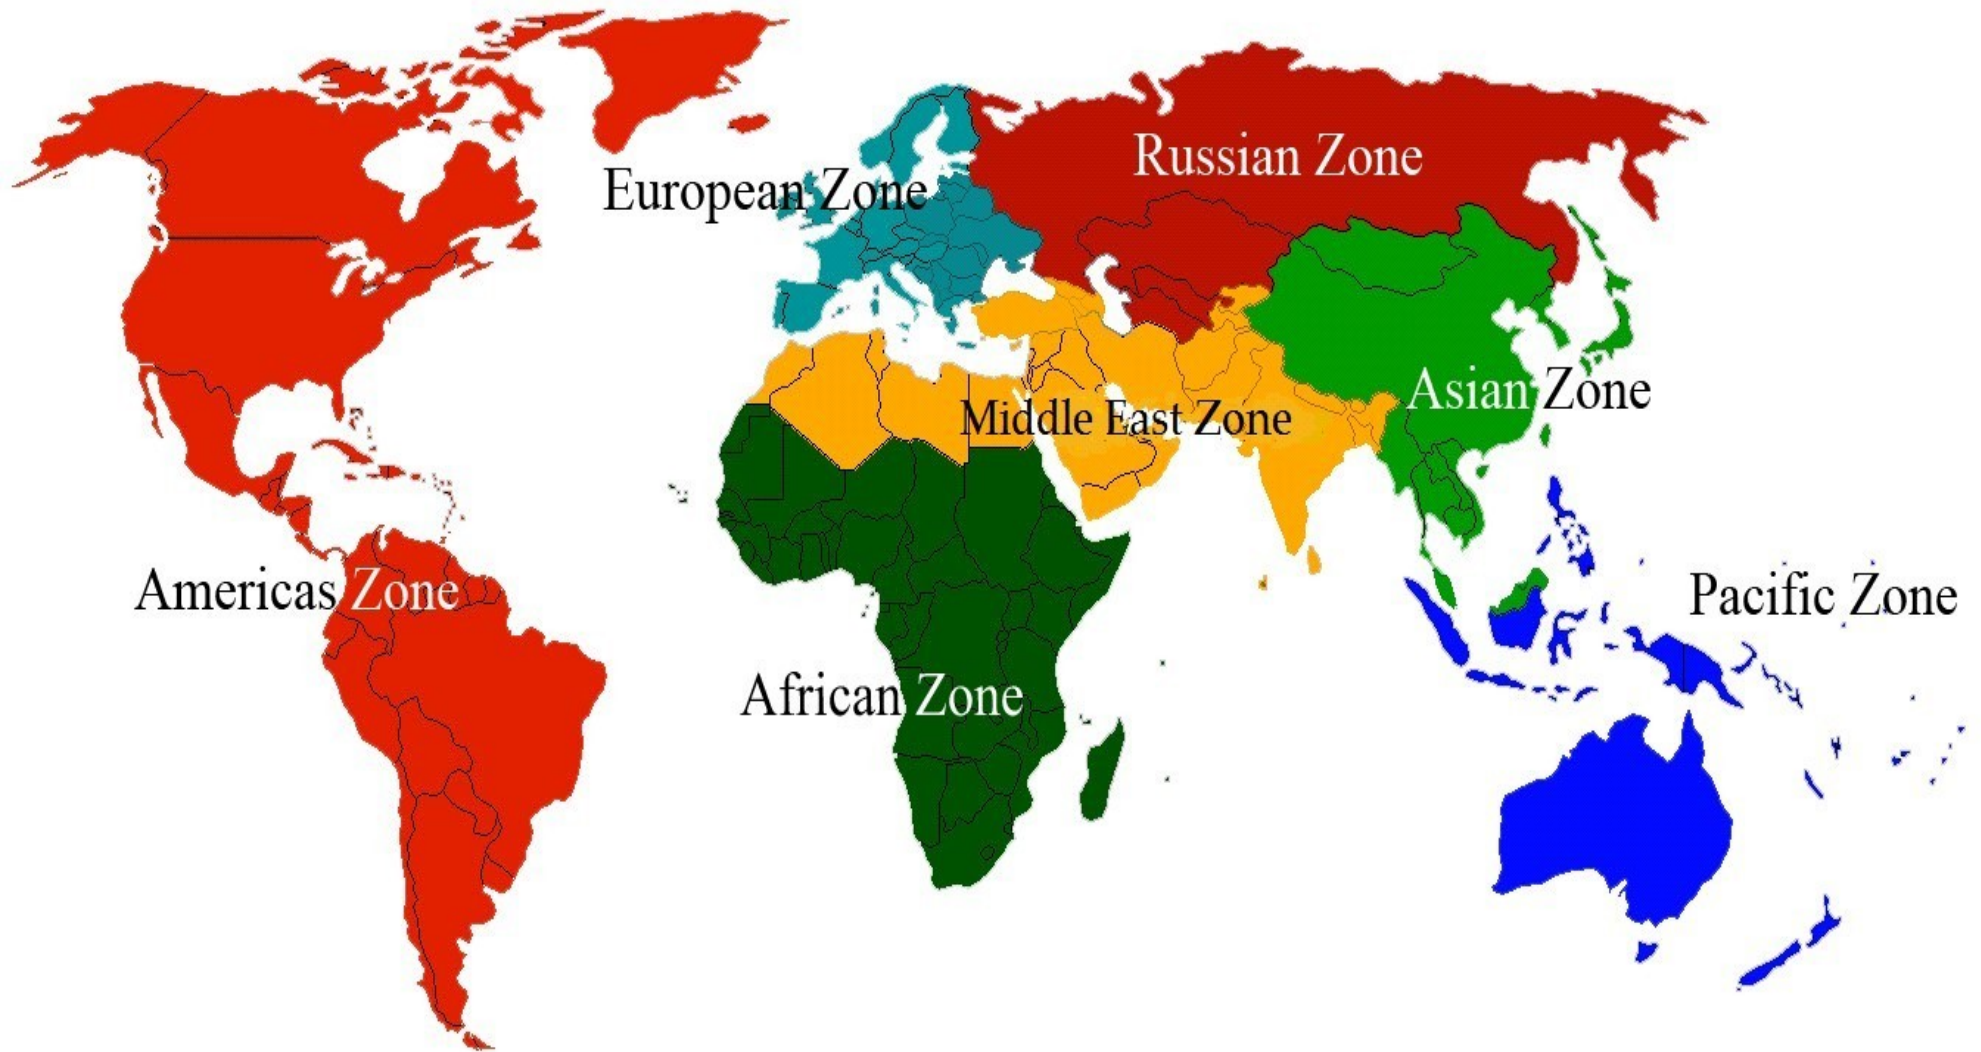 Russian Zone
European Zone
Asian Zone
Middle East Zone
Americas Zone
Pacific Zone
African Zone